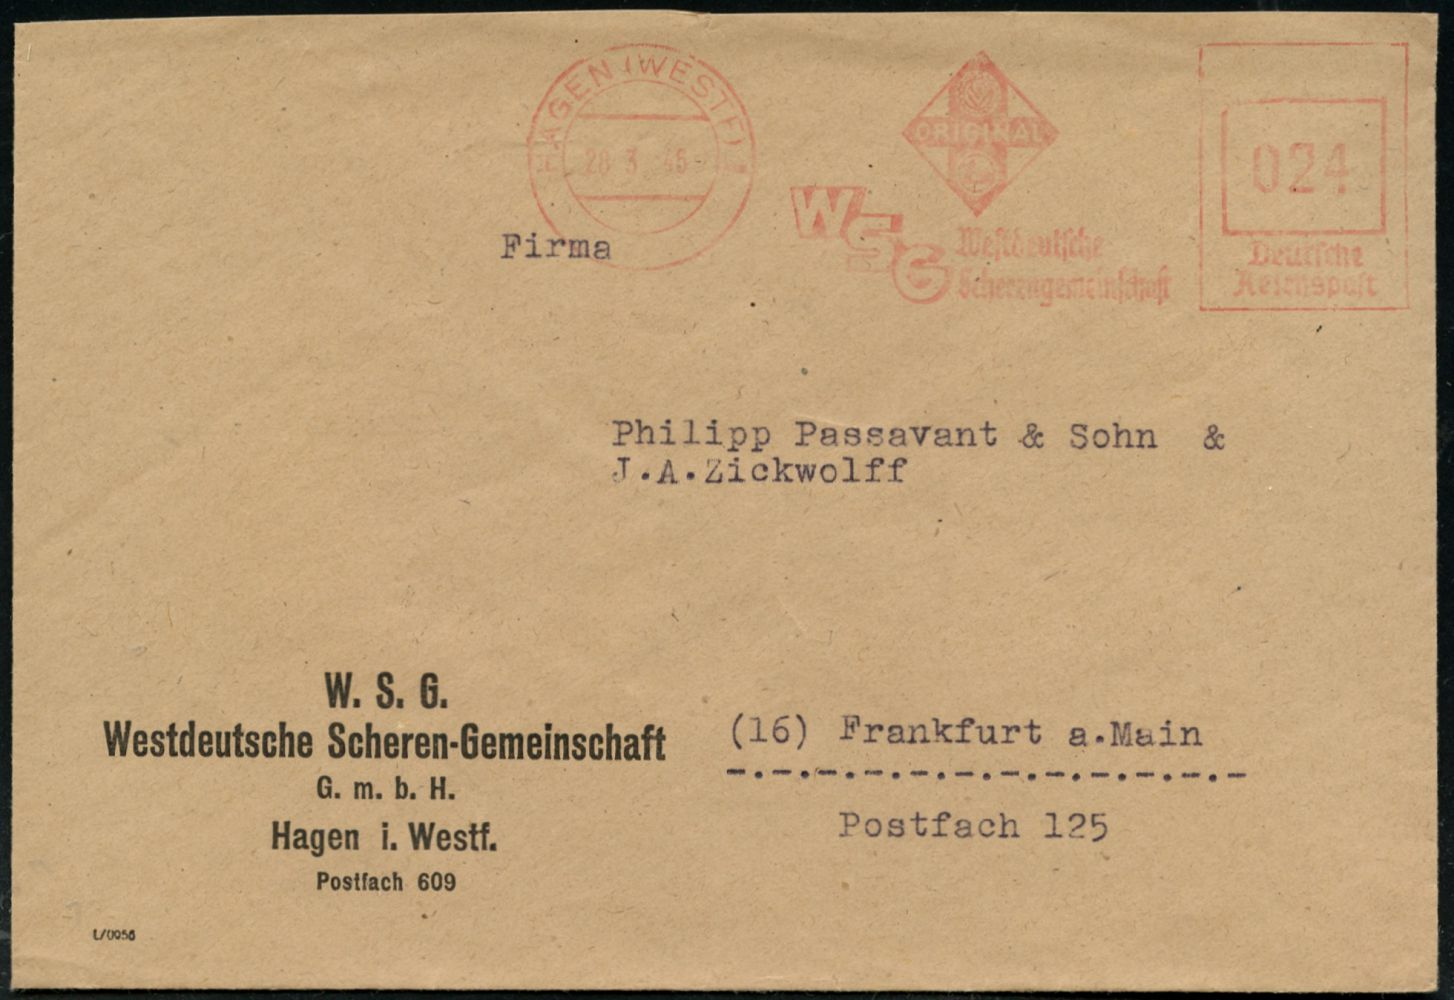 HAGEN (WESTF)
28.3.46
ORIGINAL
WSG
Westdeutsche
Scherengemeinschaft
024
Deutsche
Reichspost
Firma
Philipp Passavant & Sohn &
J.A.Zickwolff
W. S. G.
Westdeutsche Scheren-Gemeinschaft
G. m. b. H.
Hagen i. Westf.
Postfach 609
(16) Frankfurt a.Main
-.-.-.-.-.-.-.-.-.-.-.-
Postfach 125
L/0056